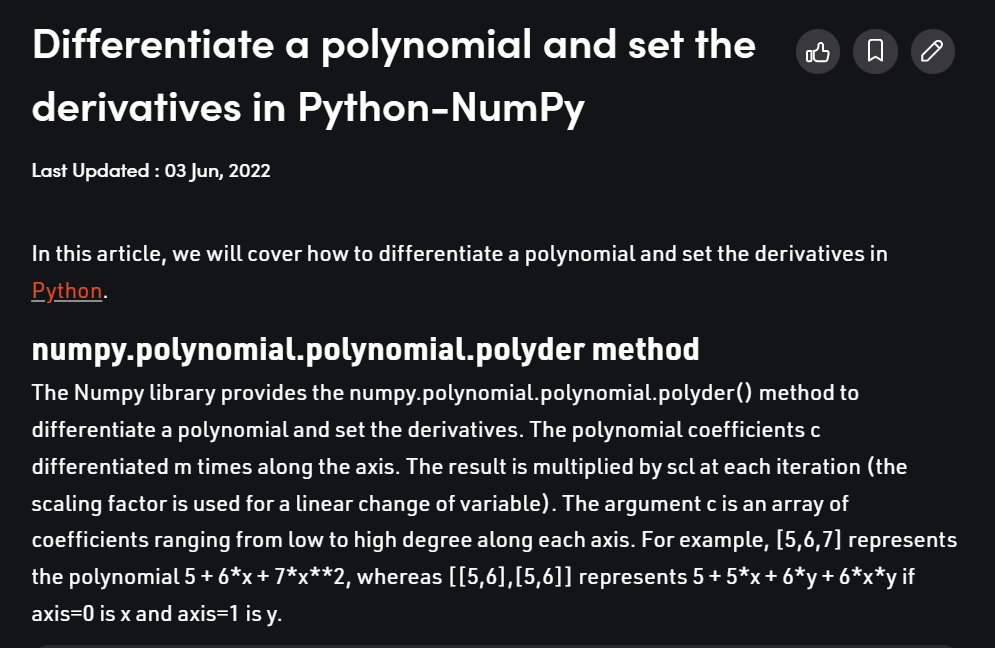 Differentiate a polynomial and set the
derivatives in Python-NumPy
Last Updated : 03 Jun, 2022
In this article, we will cover how to differentiate a polynomial and set the derivatives in
Python.
numpy.polynomial.polynomial.polyder method
The Numpy library provides the numpy.polynomial.polynomial.polyder() method to
differentiate a polynomial and set the derivatives. The polynomial coefficients c
differentiated m times along the axis. The result is multiplied by scl at each iteration (the
scaling factor is used for a linear change of variable). The argument c is an array of
coefficients ranging from low to high degree along each axis. For example, [5,6,7] represents
the polynomial 5 + 6*x + 7*x**2, whereas [[5,6],[5,6]] represents 5 + 5*x + 6*y + 6*x*y if
axis=0 is x and axis=1 is y.